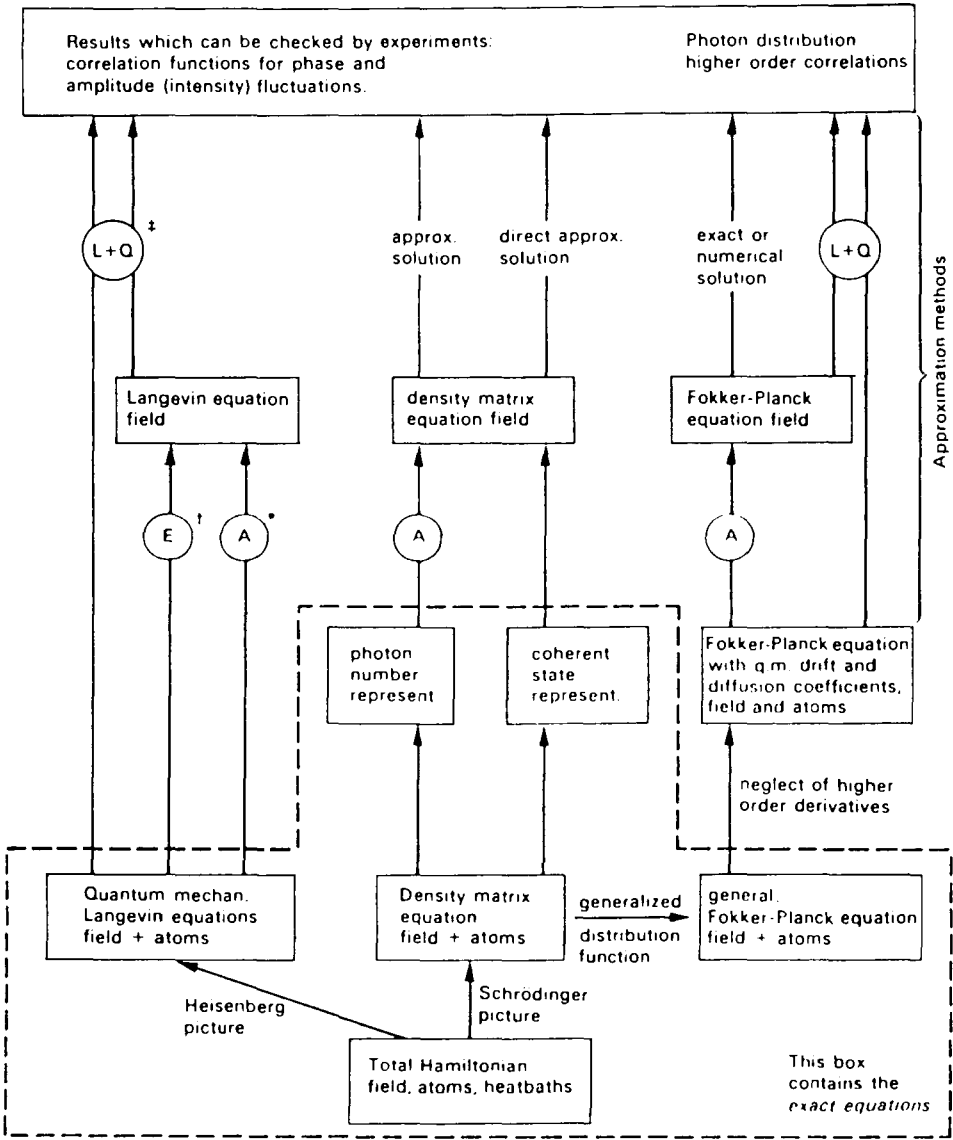 Results which can be checked by experiments:
correlation functions for phase and
amplitude (intensity) fluctuations.
Photon distribution
higher order correlations
L+Q
‡
approx.
solution
direct approx.
solution
exact or
numerical
solution
L+Q
Approximation methods
Langevin equation
field
density matrix
equation field
Fokker-Planck
equation field
E
†
A
*
A
A
photon
number
represent
coherent
state
represent.
Fokker-Planck equation
with q.m. drift and
diffusion coefficients,
field and atoms
neglect of higher
order derivatives
Quantum mechan.
Langevin equations
field + atoms
Density matrix
equation
field + atoms
generalized
distribution
function
general.
Fokker-Planck equation
field + atoms
Heisenberg
picture
Schrödinger
picture
Total Hamiltonian
field, atoms, heatbaths
This box
contains the
exact equations